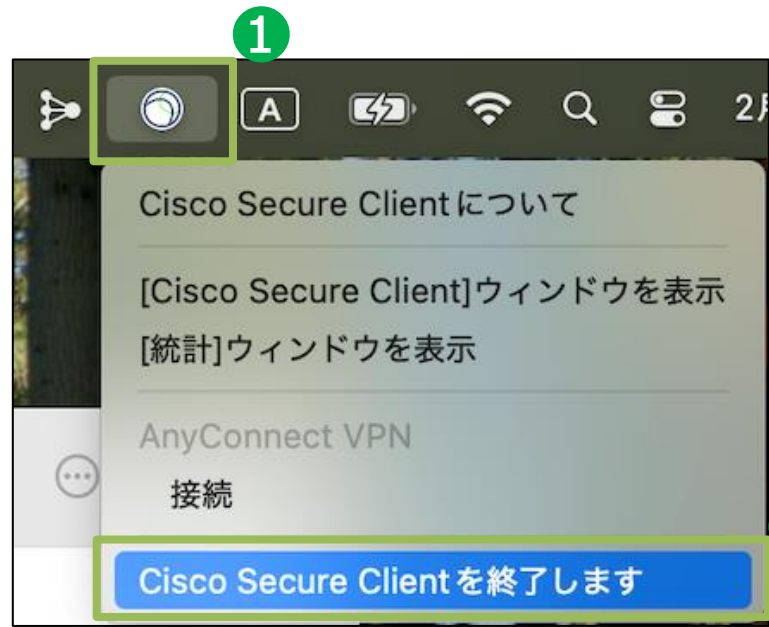 1
A
2月
Cisco Secure Clientについて
[Cisco Secure Client]ウィンドウを表示
[統計]ウィンドウを表示
AnyConnect VPN
接続
Cisco Secure Clientを終了します